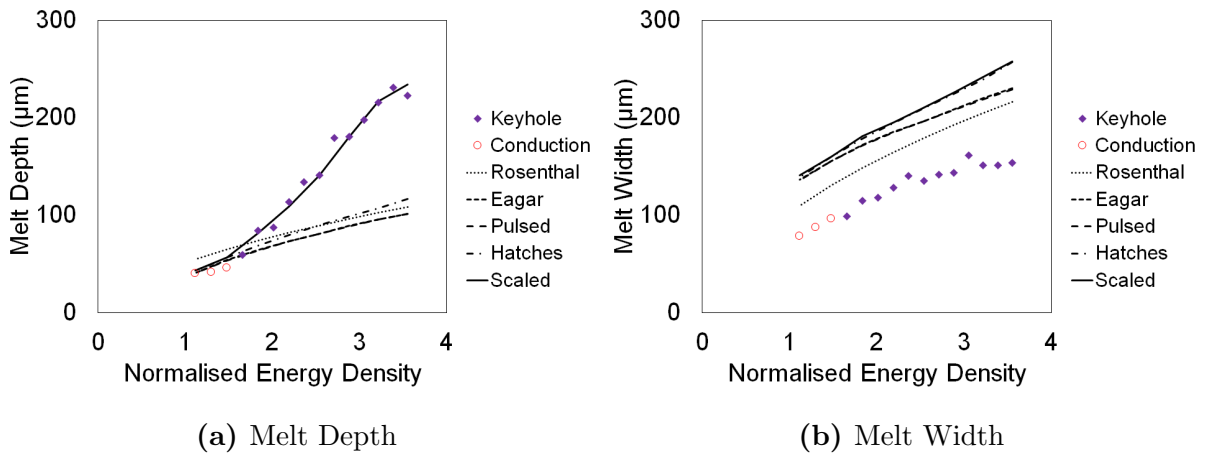 300
200
100
0
Melt Depth (µm)
0 1 2 3 4
Normalised Energy Density
Keyhole
Conduction
Rosenthal
Eagar
Pulsed
Hatches
Scaled
(a) Melt Depth
300
200
100
0
Melt Width (µm)
0 1 2 3 4
Normalised Energy Density
Keyhole
Conduction
Rosenthal
Eagar
Pulsed
Hatches
Scaled
(b) Melt Width